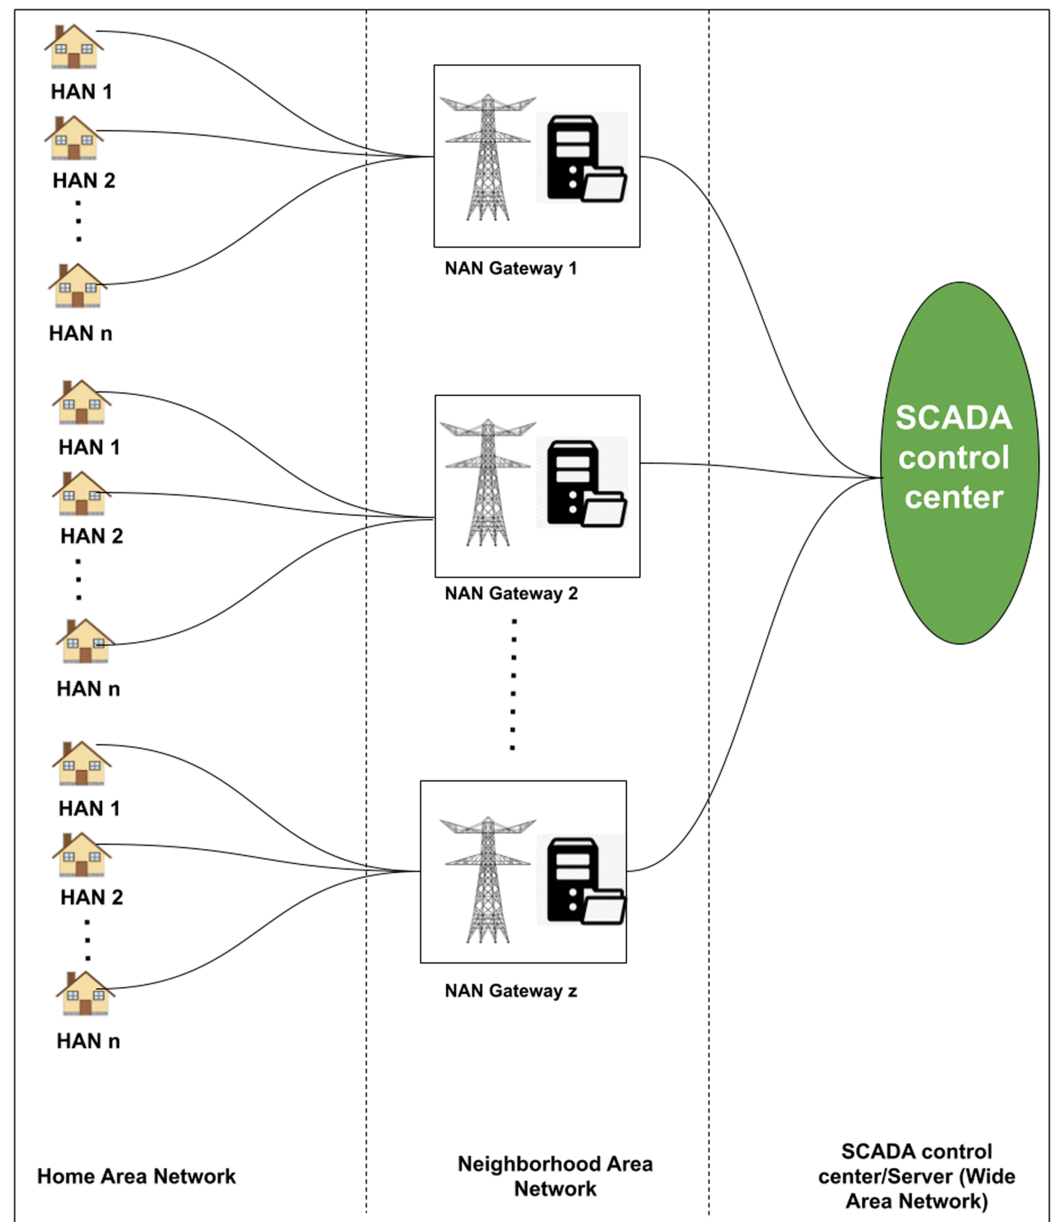 HAN 1
HAN 2
HAN n
NAN Gateway 1
HAN 1
HAN 2
HAN n
NAN Gateway 2
HAN 1
HAN 2
HAN n
NAN Gateway z
SCADA
control
center
Home Area Network
Neighborhood Area
Network
SCADA control
center/Server (Wide
Area Network)